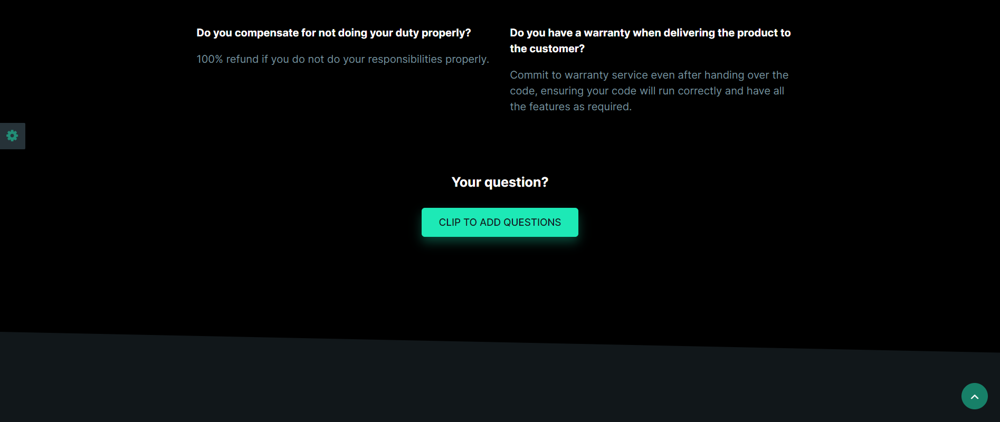 Do you compensate for not doing your duty properly?
100% refund if you do not do your responsibilities properly.
Do you have a warranty when delivering the product to
the customer?
Commit to warranty service even after handing over the
code, ensuring your code will run correctly and have all
the features as required.
Your question?
CLIP TO ADD QUESTIONS